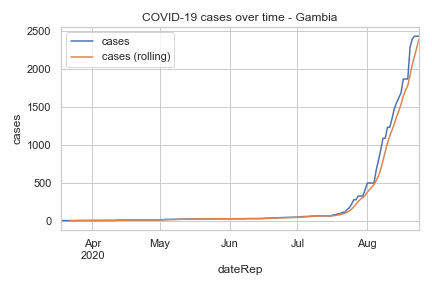 COVID-19 cases over time - Gambia
cases
cases (rolling)
2500
2000
1500
1000
500
0
cases
Apr
2020
May
Jun
Jul
Aug
dateRep